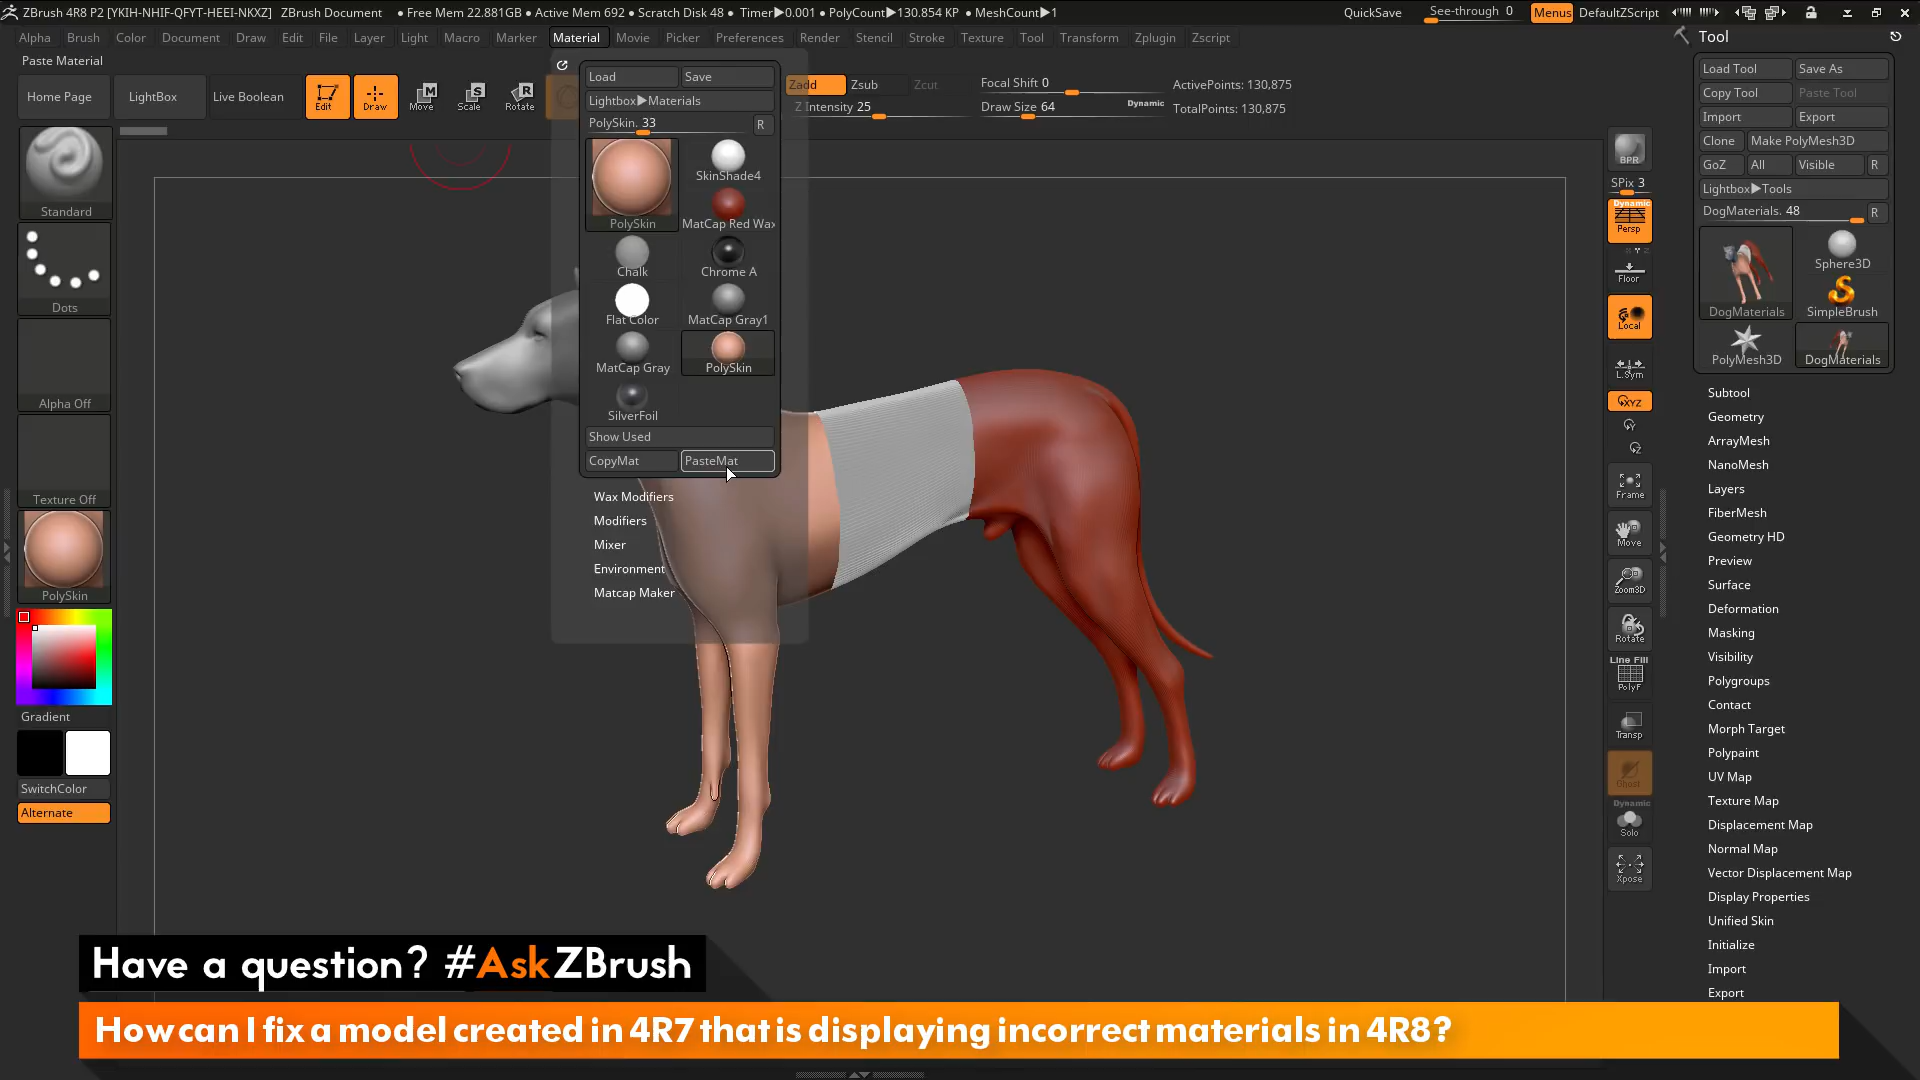 ZBrush 4R8 P2 [YKIH-NHIF-QFYT-HEEI-NKXZ] ZBrush Document • Free Mem 22.881GB • Active Mem 692 • Scratch Disk 48 • Timer▶0.001 • PolyCount▶130.854 KP • MeshCount▶1 QuickSave See-through 0 Menus DefaultZScript
Alpha Brush Color Document Draw Edit File Layer Light Macro Marker Material Movie Picker Preferences Render Stencil Stroke Texture Tool Transform Zplugin Zscript
Paste Material
Home Page LightBox Live Boolean Edit Draw Move Scale Rotate
M S R
Zadd Zsub Zcut
Z Intensity 25
Focal Shift 0
Draw Size 64 Dynamic
ActivePoints: 130,875
TotalPoints: 130,875
Standard
Dots
Alpha Off
Texture Off
PolySkin
Gradient
SwitchColor
Alternate
Load Save
Lightbox▶Materials
PolySkin. 33 R
SkinShade4
PolySkin MatCap Red Wax
Chalk Chrome A
Flat Color MatCap Gray1
MatCap Gray PolySkin
SilverFoil
Show Used
CopyMat PasteMat
Wax Modifiers
Modifiers
Mixer
Environment
Matcap Maker
BPR
SPix 3
Dynamic
Persp
Floor
Local
L.Sym
XYZ
Y
Z
Frame
Move
Zoom3D
Rotate
Line Fill
PolyF
Transp
Ghost
Dynamic
Solo
Xpose
Tool
Load Tool Save As
Copy Tool Paste Tool
Import Export
Clone Make PolyMesh3D
GoZ All Visible R
Lightbox▶Tools
DogMaterials. 48 R
Sphere3D
DogMaterials SimpleBrush
S
PolyMesh3D DogMaterials
Subtool
Geometry
ArrayMesh
NanoMesh
Layers
FiberMesh
Geometry HD
Preview
Surface
Deformation
Masking
Visibility
Polygroups
Contact
Morph Target
Polypaint
UV Map
Texture Map
Displacement Map
Normal Map
Vector Displacement Map
Display Properties
Unified Skin
Initialize
Import
Export
Have a question? #AskZBrush
How can I fix a model created in 4R7 that is displaying incorrect materials in 4R8?